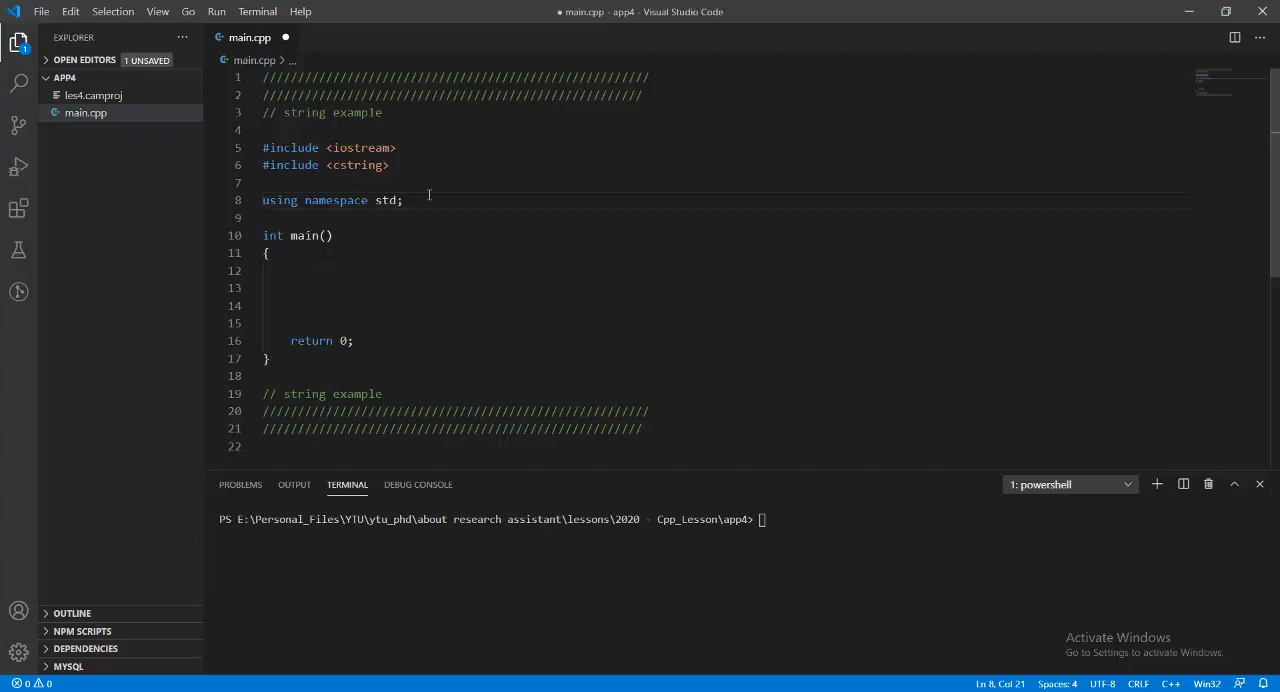 File Edit Selection View Go Run Terminal Help
● main.cpp - app4 - Visual Studio Code
EXPLORER
OPEN EDITORS 1 UNSAVED
APP4
les4.camproj
main.cpp
OUTLINE
NPM SCRIPTS
DEPENDENCIES
MYSQL
1
main.cpp
main.cpp > ...
1 ///////////////////////////////////////////////////////
2 //////////////////////////////////////////////////////
3 // string example
4
5 #include <iostream>
6 #include <cstring>
7
8 using namespace std;
9
10 int main()
11 {
12
13
14
15
16 return 0;
17 }
18
19 // string example
20 ///////////////////////////////////////////////////////
21 //////////////////////////////////////////////////////
22
PROBLEMS OUTPUT TERMINAL DEBUG CONSOLE
1: powershell
PS E:\Personal_Files\YTU\ytu_phd\about research assistant\lessons\2020 - Cpp_Lesson\app4>
Activate Windows
Go to Settings to activate Windows.
0 0
Ln 8, Col 21 Spaces: 4 UTF-8 CRLF C++ Win32